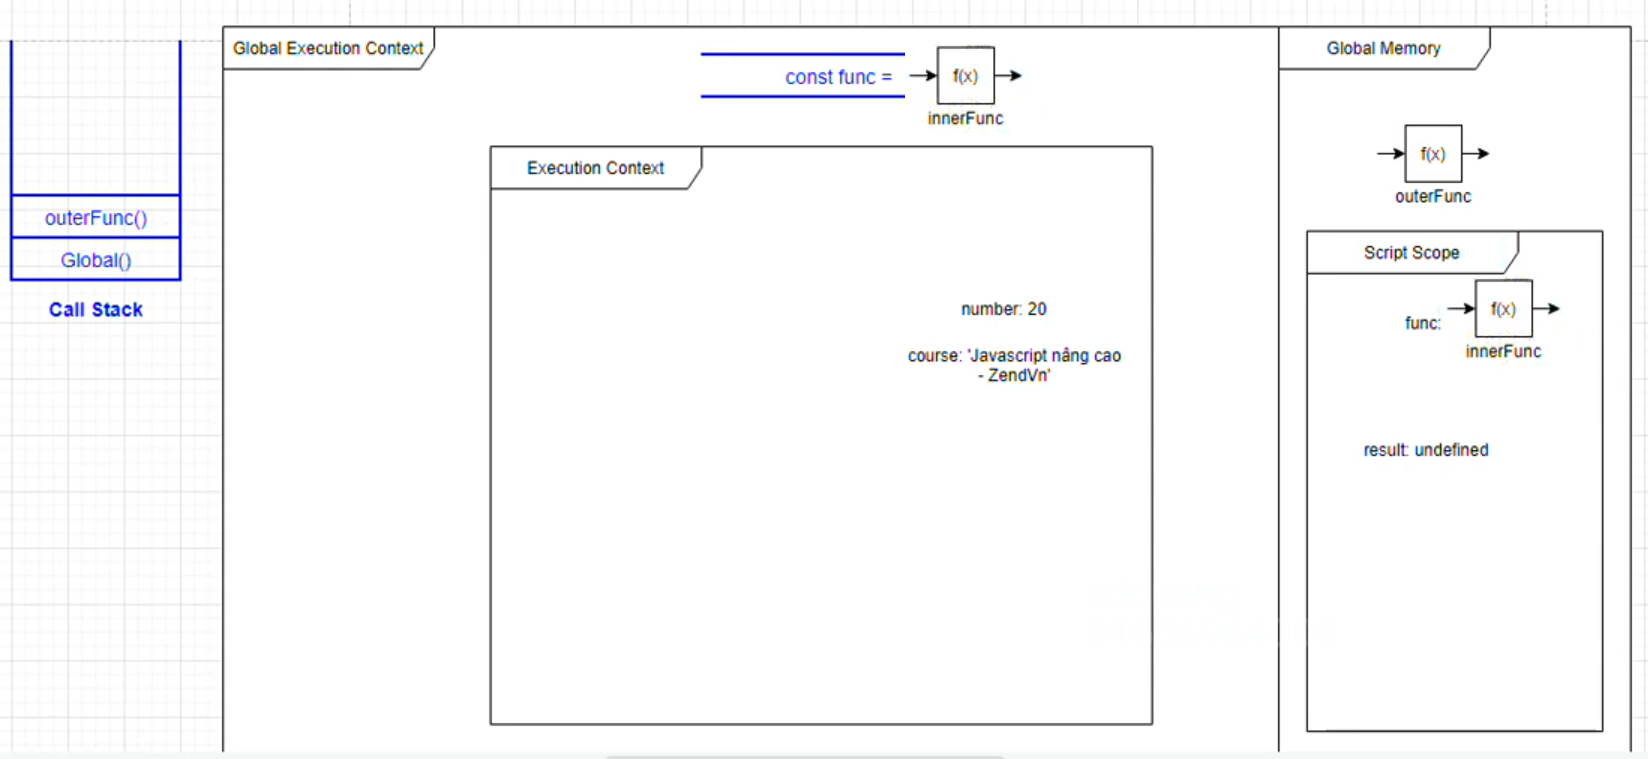 Global Execution Context
Global Memory
const func =
f(x)
innerFunc
Execution Context
f(x)
outerFunc
outerFunc()
Global()
Call Stack
Script Scope
number: 20
func:
f(x)
innerFunc
course: 'Javascript nâng cao
- ZendVn'
result: undefined